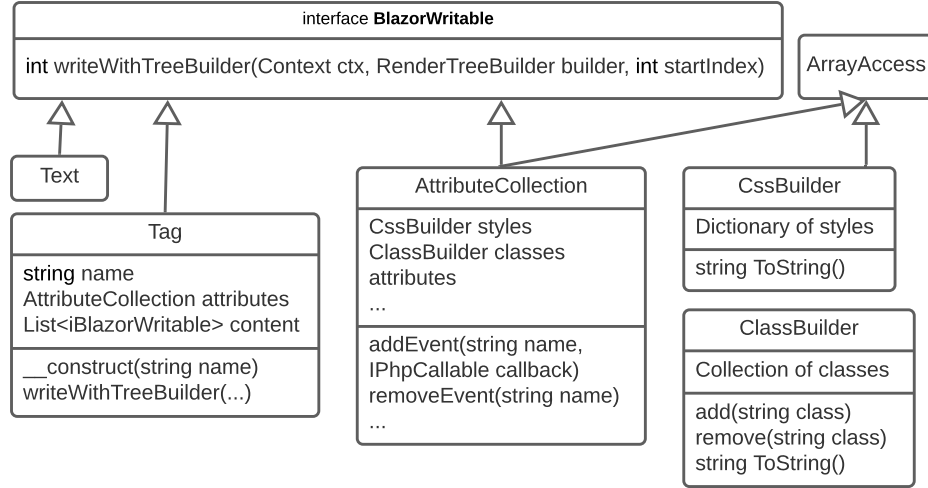 interface BlazorWritable
int writeWithTreeBuilder(Context ctx, RenderTreeBuilder builder, int startIndex)
ArrayAccess
Text
Tag
string name
AttributeCollection attributes
List<iBlazorWritable> content
__construct(string name)
writeWithTreeBuilder(...)
AttributeCollection
CssBuilder styles
ClassBuilder classes
attributes
...
addEvent(string name,
IPhpCallable callback)
removeEvent(string name)
...
CssBuilder
Dictionary of styles
string ToString()
ClassBuilder
Collection of classes
add(string class)
remove(string class)
string ToString()